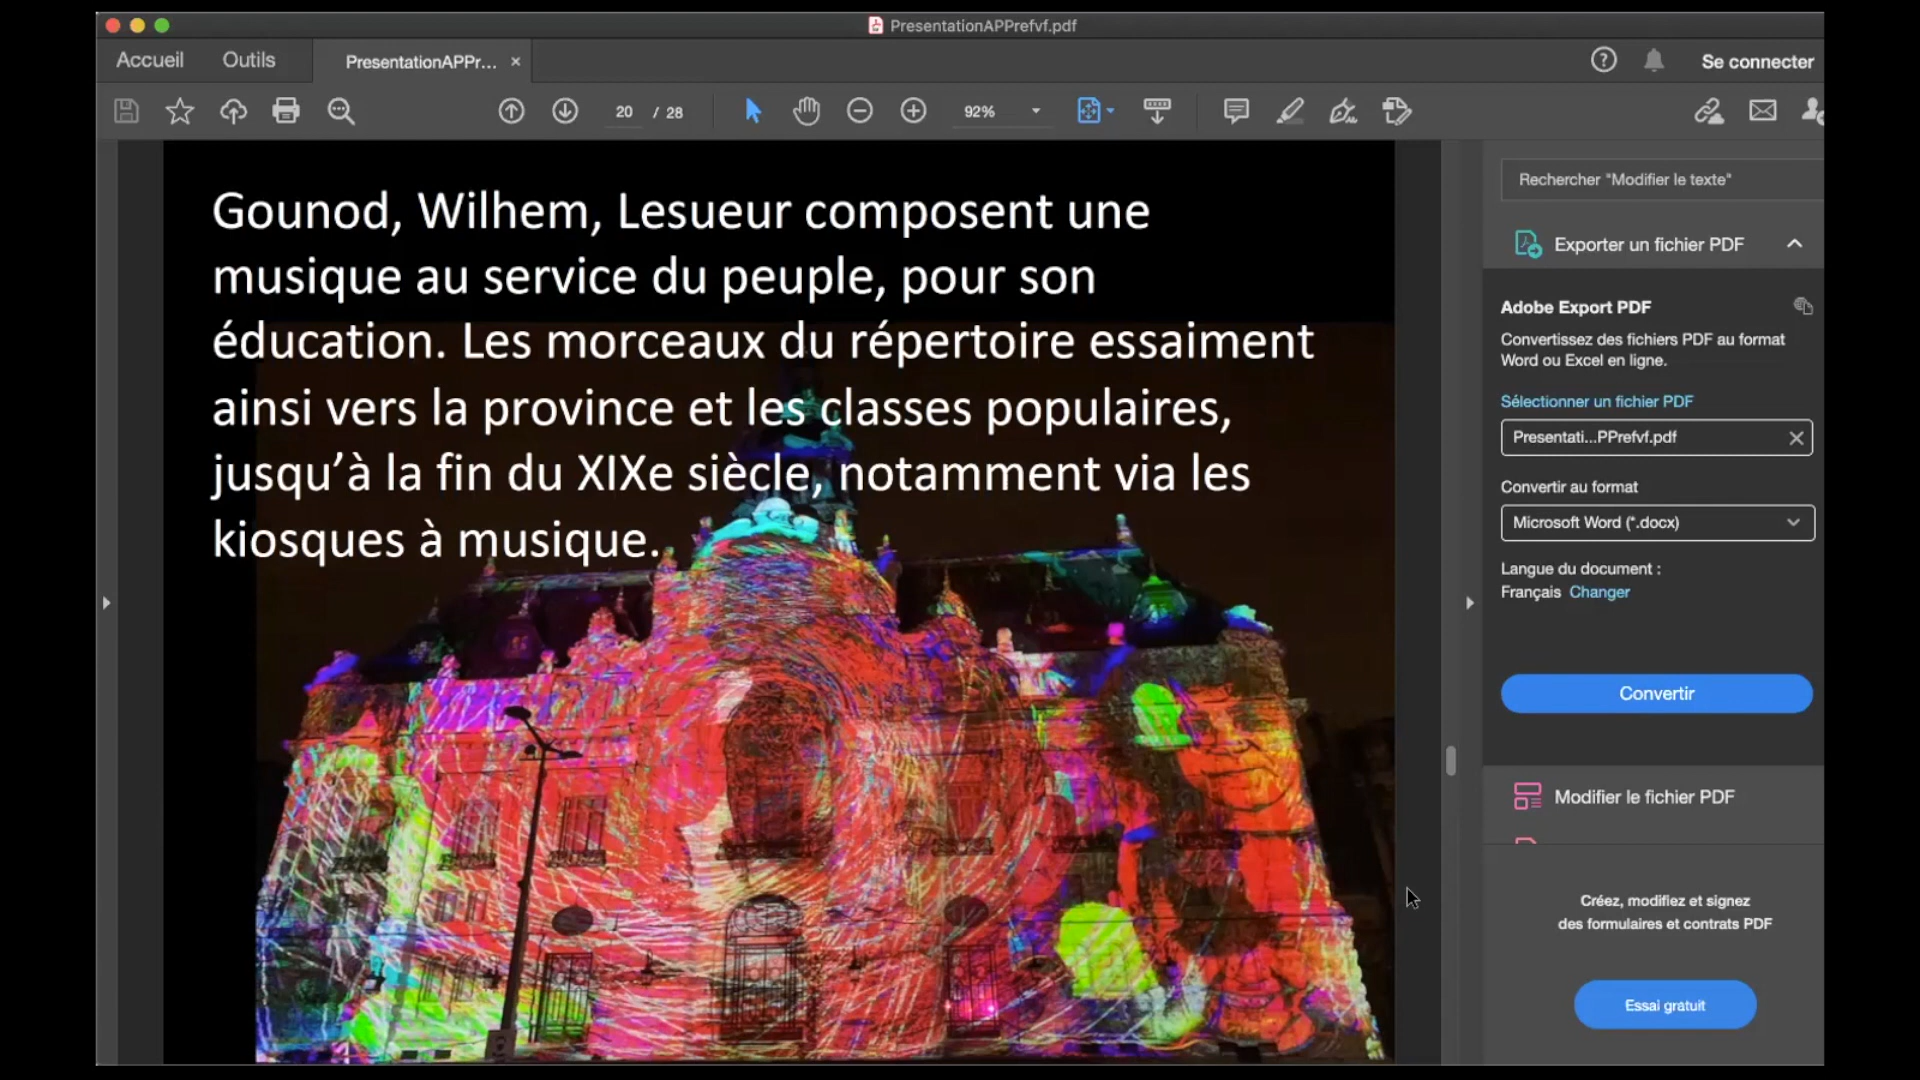 PresentationAPPrefvf.pdf
Accueil
Outils
PresentationAPPr...
Se connecter
20 / 28
92%
Gounod, Wilhem, Lesueur composent une
musique au service du peuple, pour son
éducation. Les morceaux du répertoire essaiment
ainsi vers la province et les classes populaires,
jusqu’à la fin du XIXe siècle, notamment via les
kiosques à musique.
Rechercher "Modifier le texte"
Exporter un fichier PDF
Adobe Export PDF
Convertissez des fichiers PDF au format
Word ou Excel en ligne.
Sélectionner un fichier PDF
Presentati...PPrefvf.pdf
Convertir au format
Microsoft Word (*.docx)
Langue du document :
Français Changer
Convertir
Modifier le fichier PDF
Créez, modifiez et signez
des formulaires et contrats PDF
Essai gratuit